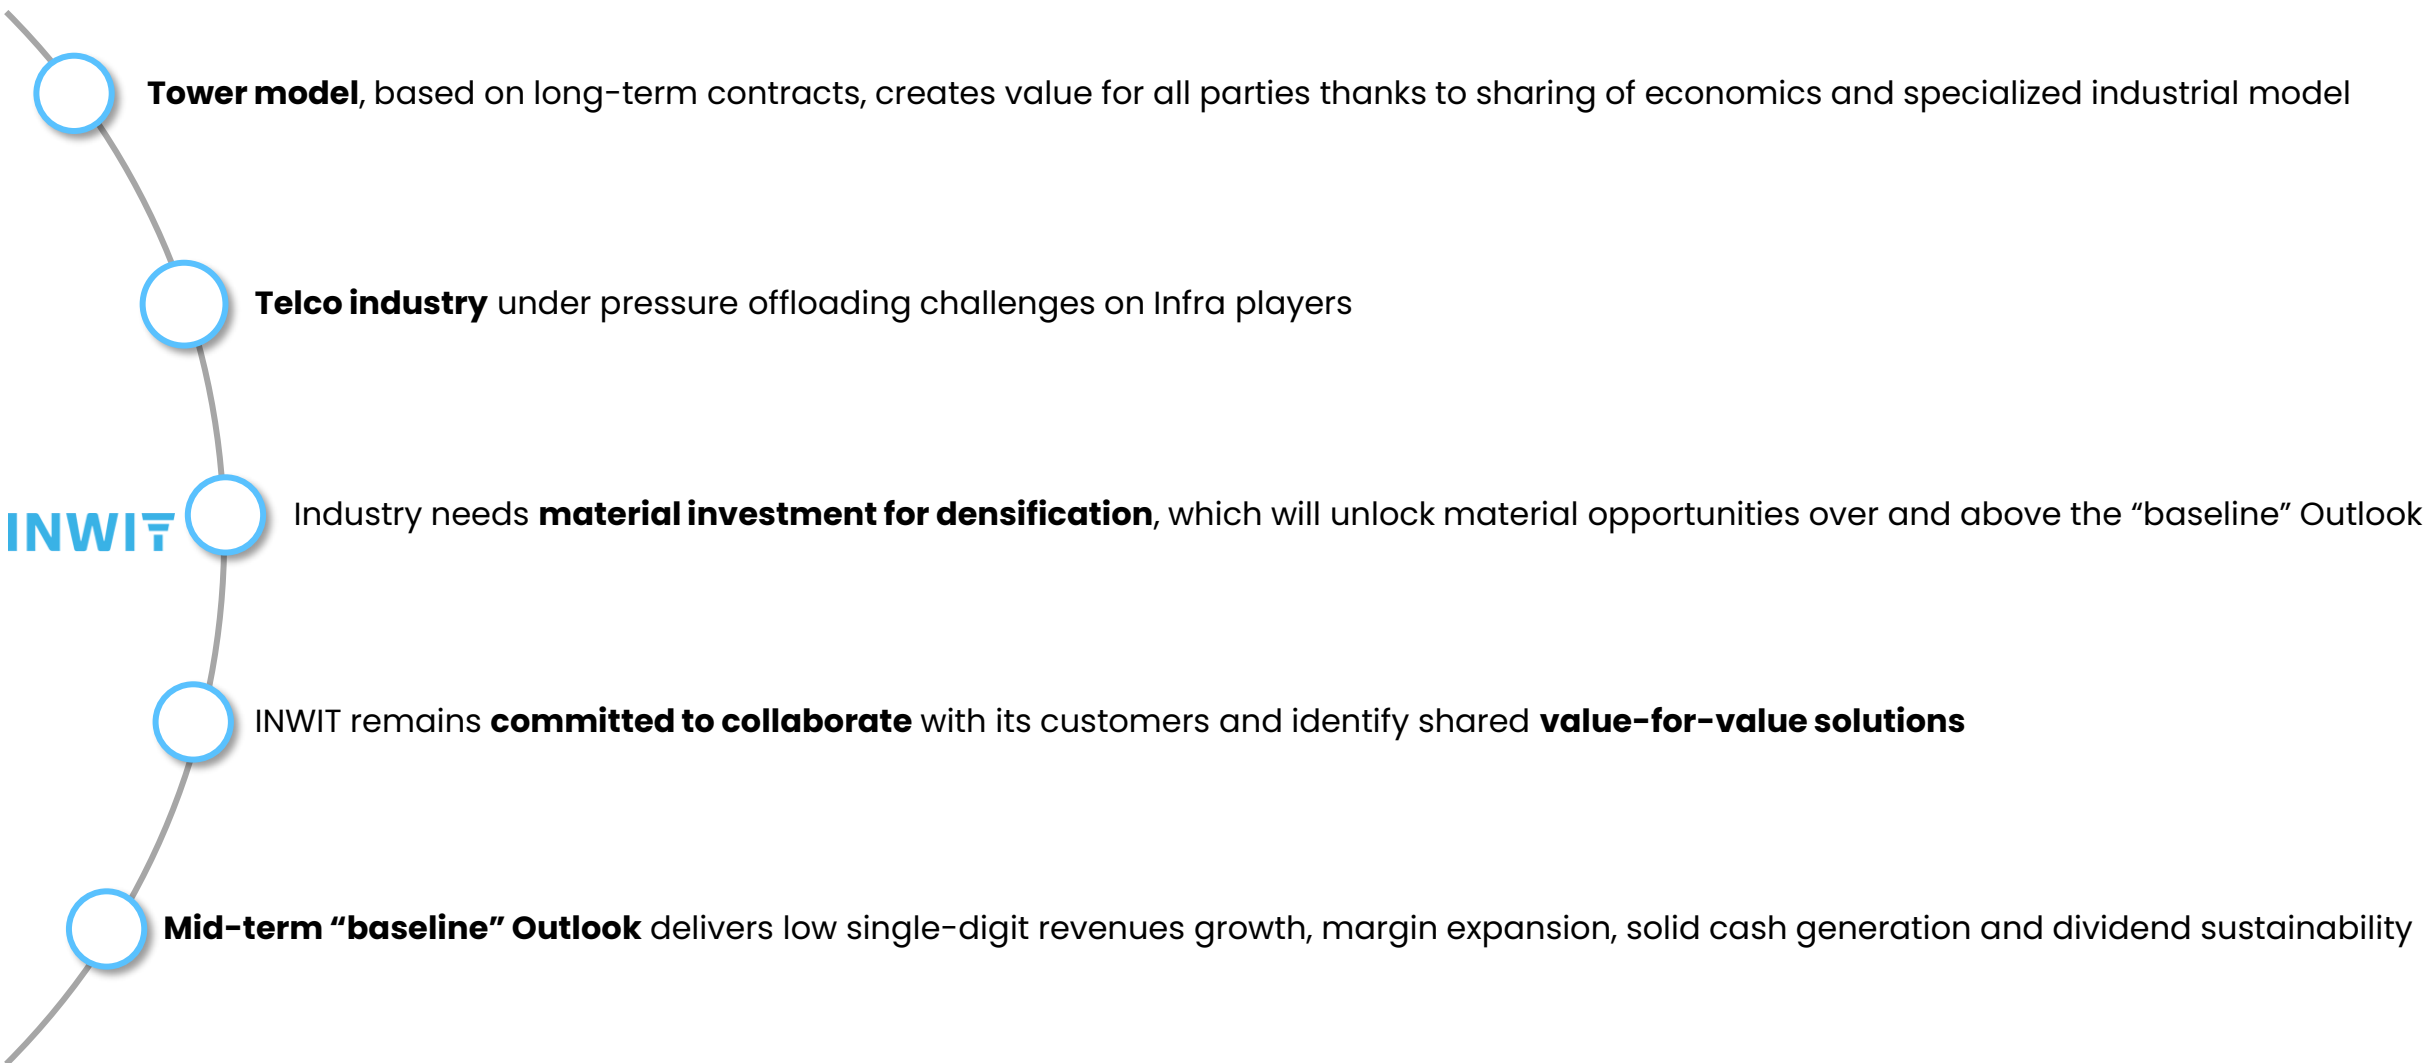 Tower model, based on long-term contracts, creates value for all parties thanks to sharing of economics and specialized industrial model
Telco industry under pressure offloading challenges on Infra players
INWIT
Industry needs material investment for densification, which will unlock material opportunities over and above the “baseline” Outlook
INWIT remains committed to collaborate with its customers and identify shared value-for-value solutions
Mid-term “baseline” Outlook delivers low single-digit revenues growth, margin expansion, solid cash generation and dividend sustainability